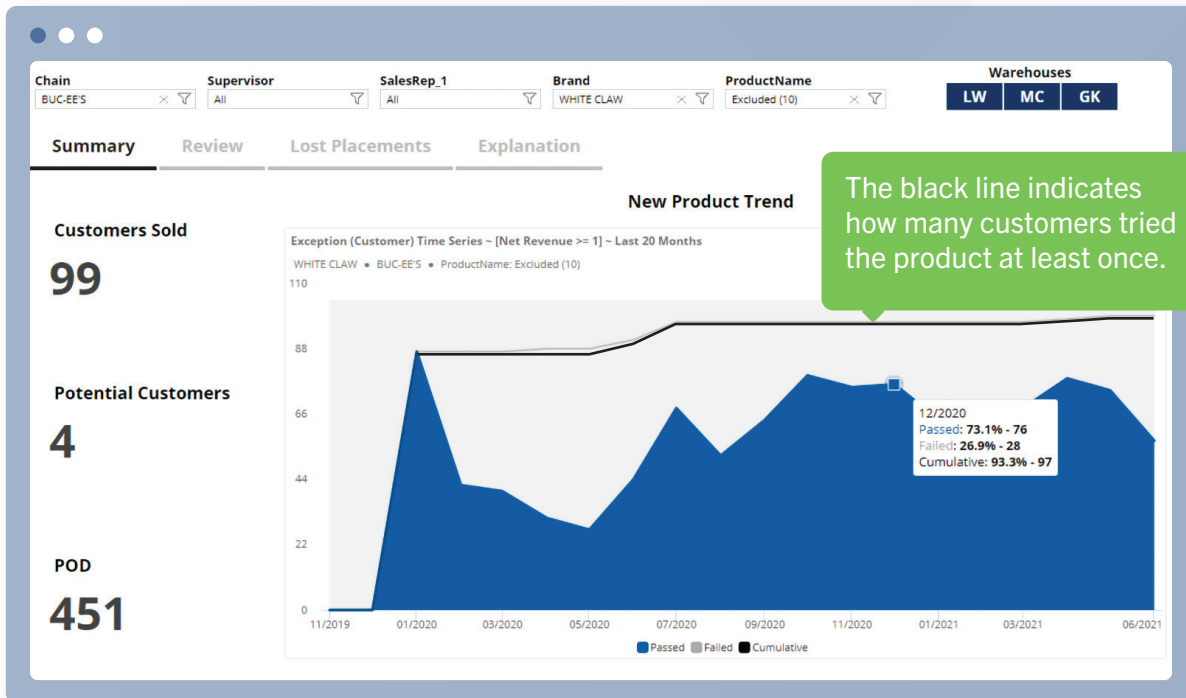 Chain Supervisor SalesRep_1 Brand ProductName Warehouses
BUC-EE'S All All WHITE CLAW Excluded (10) LW MC GK
Summary Review Lost Placements Explanation
The black line indicates
how many customers tried
the product at least once.
New Product Trend
Customers Sold
99
Potential Customers
4
POD
451
Exception (Customer) Time Series ~ [Net Revenue >= 1] ~ Last 20 Months
WHITE CLAW • BUC-EE'S • ProductName: Excluded (10)
110
88
66
44
22
0
12/2020
Passed: 73.1% - 76
Failed: 26.9% - 28
Cumulative: 93.3% - 97
11/2019 01/2020 03/2020 05/2020 07/2020 09/2020 11/2020 01/2021 03/2021 06/2021
Passed Failed Cumulative